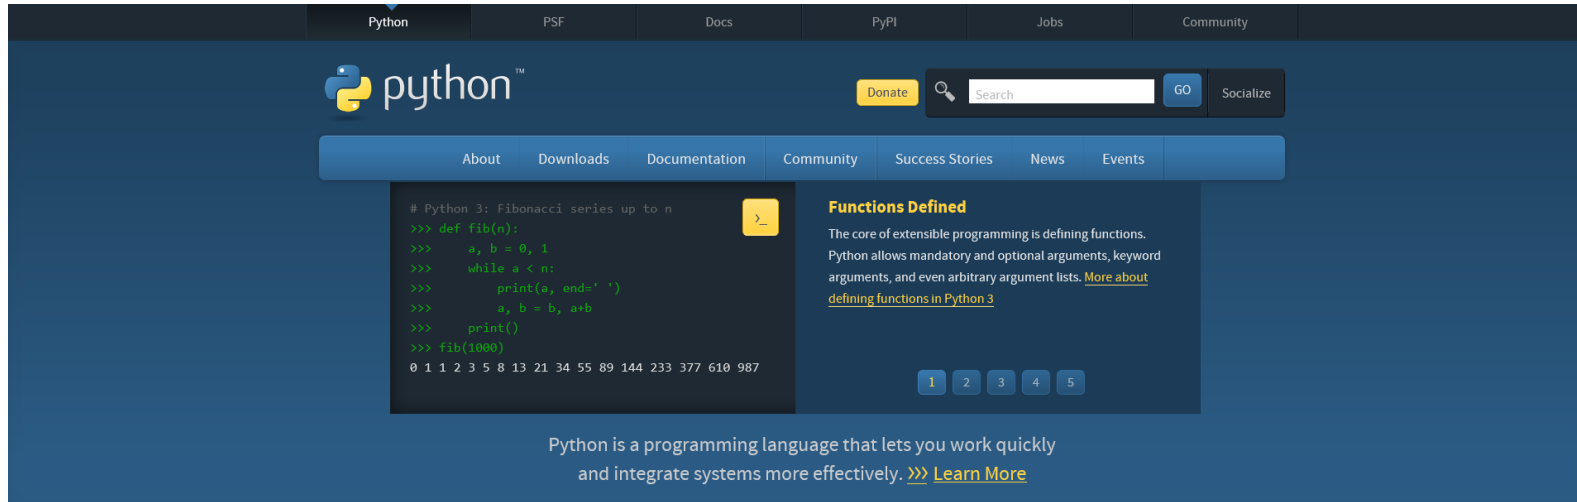 Python PSF Docs PyPI Jobs Community
python™
Donate Search GO Socialize
About Downloads Documentation Community Success Stories News Events
# Python 3: Fibonacci series up to n
>>> def fib(n):
>>>     a, b = 0, 1
>>>     while a < n:
>>>         print(a, end=' ')
>>>         a, b = b, a+b
>>>     print()
>>> fib(1000)
0 1 1 2 3 5 8 13 21 34 55 89 144 233 377 610 987
>_
Functions Defined
The core of extensible programming is defining functions.
Python allows mandatory and optional arguments, keyword
arguments, and even arbitrary argument lists. More about
defining functions in Python 3
1 2 3 4 5
Python is a programming language that lets you work quickly
and integrate systems more effectively. >>> Learn More